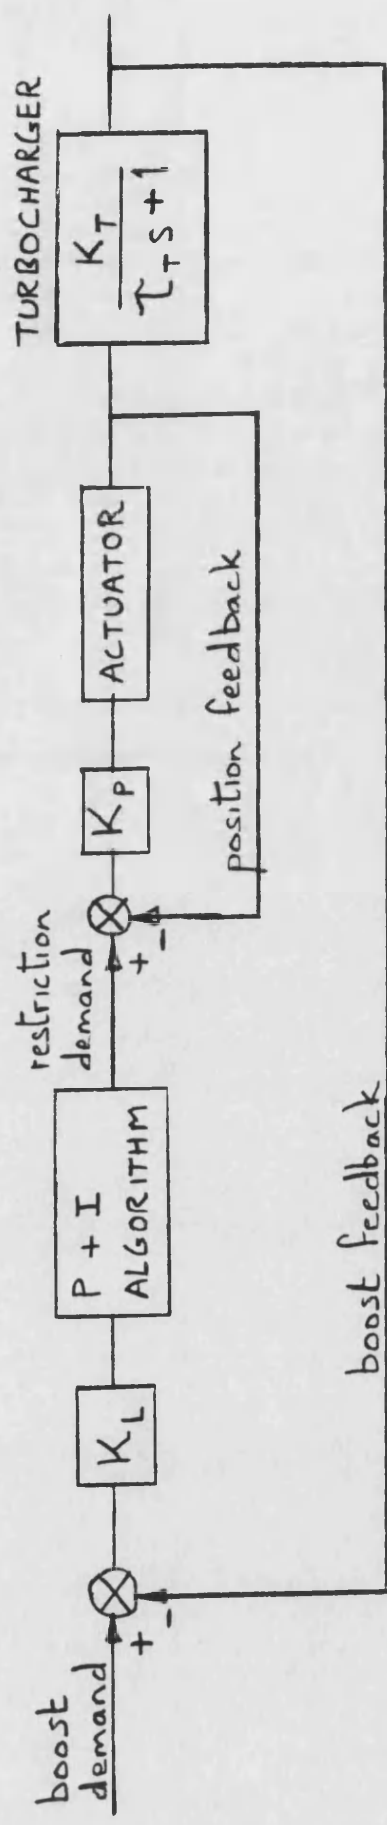 boost
demand
+
-
K_L
P + I
ALGORITHM
restriction
demand
+
-
K_P
ACTUATOR
position feedback
TURBOCHARGER
K_T
τ_T s + 1
boost feedback